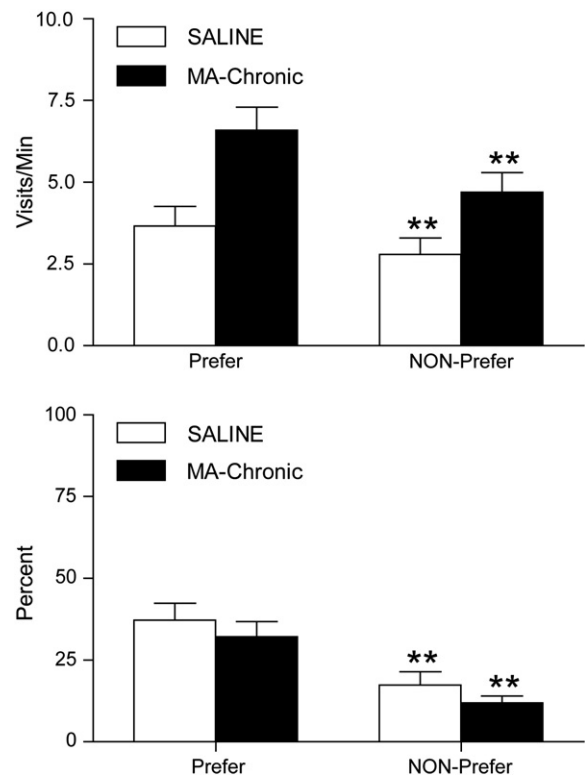 10.0
SALINE
MA-Chronic
7.5
**
Visits/Min
5.0
**
2.5
0.0
Prefer NON-Prefer
100
SALINE
MA-Chronic
75
Percent
50
**
25
**
0
Prefer NON-Prefer